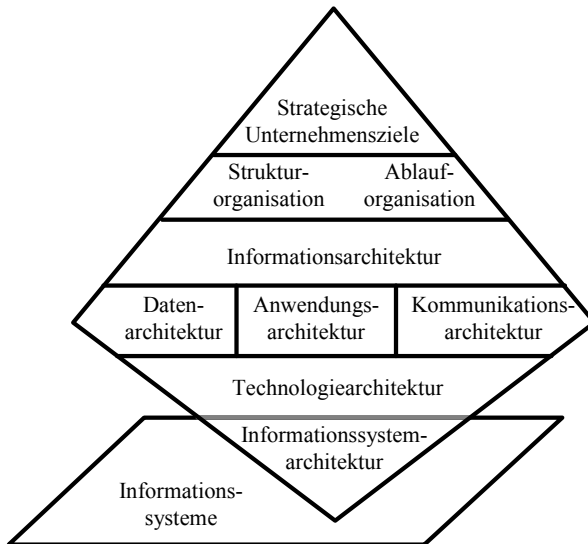 Strategische
Unternehmensziele
Struktur-
organisation
Ablauf-
organisation
Informationsarchitektur
Daten-
architektur
Anwendungs-
architektur
Kommunikations-
architektur
Technologiearchitektur
Informationssystem-
architektur
Informations-
systeme